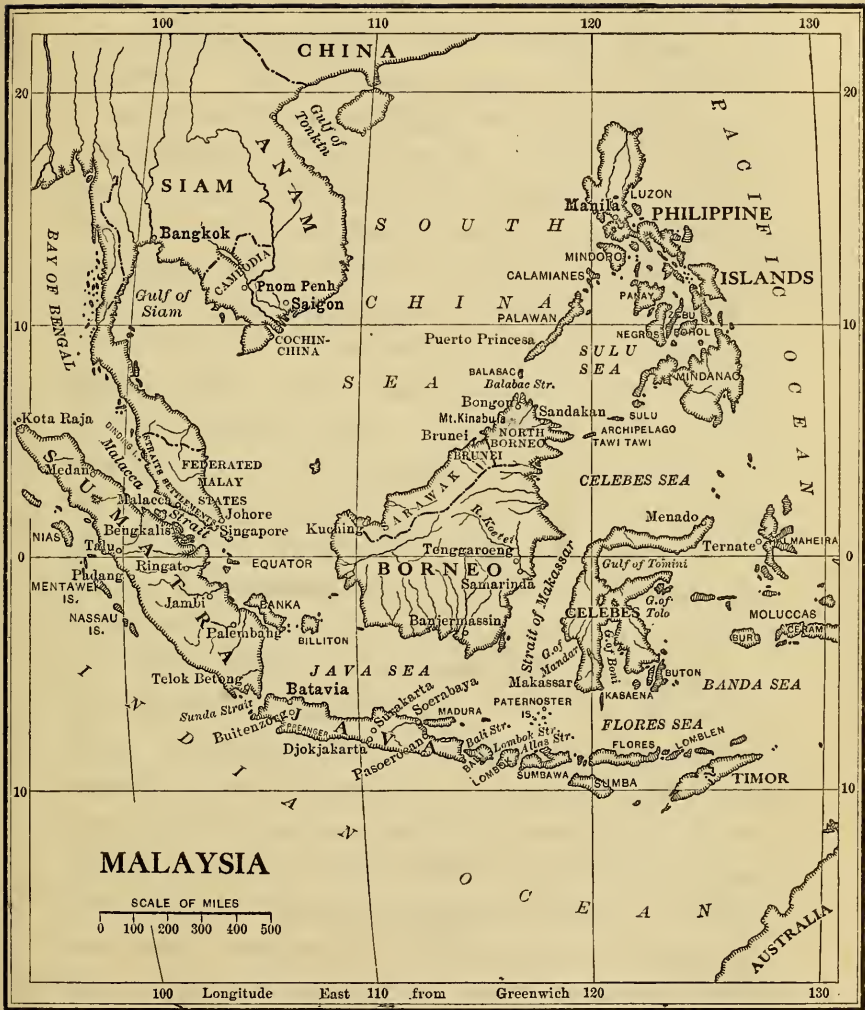 100 110 120 130
CHINA
20 20
Gulf of Tonkin
ANAM
PACIFIC OCEAN
SIAM
LUZON
Manila
PHILIPPINE ISLANDS
SOUTH CHINA SEA
Bangkok
BAY OF BENGAL
CAMBODIA
Pnom Penh
Saigon
Gulf of Siam
COCHIN-CHINA
MINDORO
CALAMIANES
PANAY
PALAWAN
ZEBU
NEGROS
BOHOL
10 10
Puerto Princesa
SULU SEA
BALABAC
Balabac Str.
MINDANAO
Bongon
Sandakan
SULU
Mt. Kinabulu
NORTH BORNEO
ARCHIPELAGO
TAWI TAWI
Brunei
BRUNEI
Kota Raja
DINDING I.
STRAITS SETTLEMENTS
Malacca Strait
FEDERATED MALAY STATES
Medan
SUMATRA
Malacca
Johore
Singapore
SARAWAK
CELEBES SEA
Kuching
R. Kutei
Menado
NIAS
Bengkalis
Talu
Ringat
0 EQUATOR 0
Ternate
HALMAHEIRA
Tenggaroeng
Gulf of Tomini
BORNEO
Samarinda
Padang
MENTAWEI IS.
NASSAU IS.
Jambi
BANKA
Palembang
BILLITON
Banjermassin
Strait of Makassar
CELEBES
G. of Tolo
G. of Mandar
G. of Boni
MOLUCCAS
BURU
CERAM
BUTON
KABAENA
Makassar
BANDA SEA
Telok Betong
JAVA SEA
Batavia
Sunda Strait
Buitenzorg
PREANGER
JAVA
Surakarta
Soerabaya
MADURA
Djokjakarta
Pasoeroean
PATERNOSTER IS.
Bali Str.
Lombok Str.
Allas Str.
BALI
LOMBOK
SUMBAWA
FLORES SEA
FLORES
LOMBLEN
SUMBA
TIMOR
10 10
INDIAN OCEAN
MALAYSIA
SCALE OF MILES
0 100 200 300 400 500
AUSTRALIA
100 Longitude East 110 from Greenwich 120 130